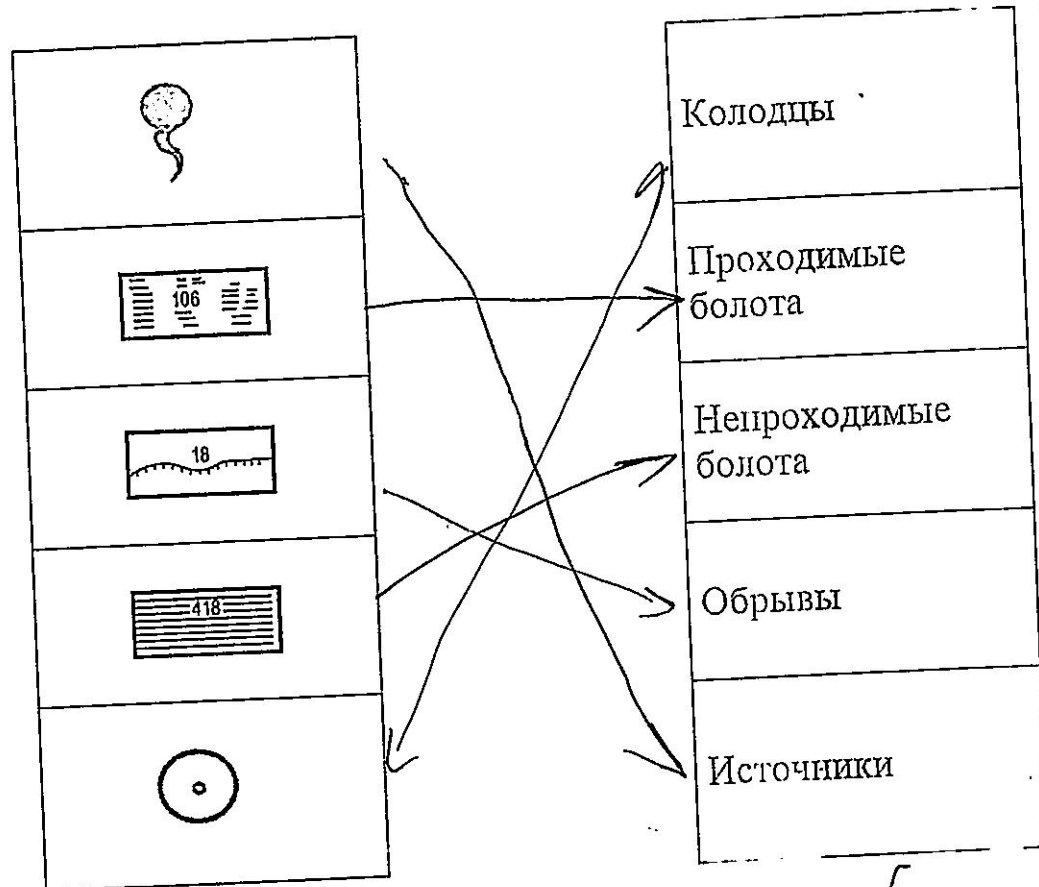 Колодцы
106
Проходимые
болота
18
Непроходимые
болота
418
Обрывы
Источники